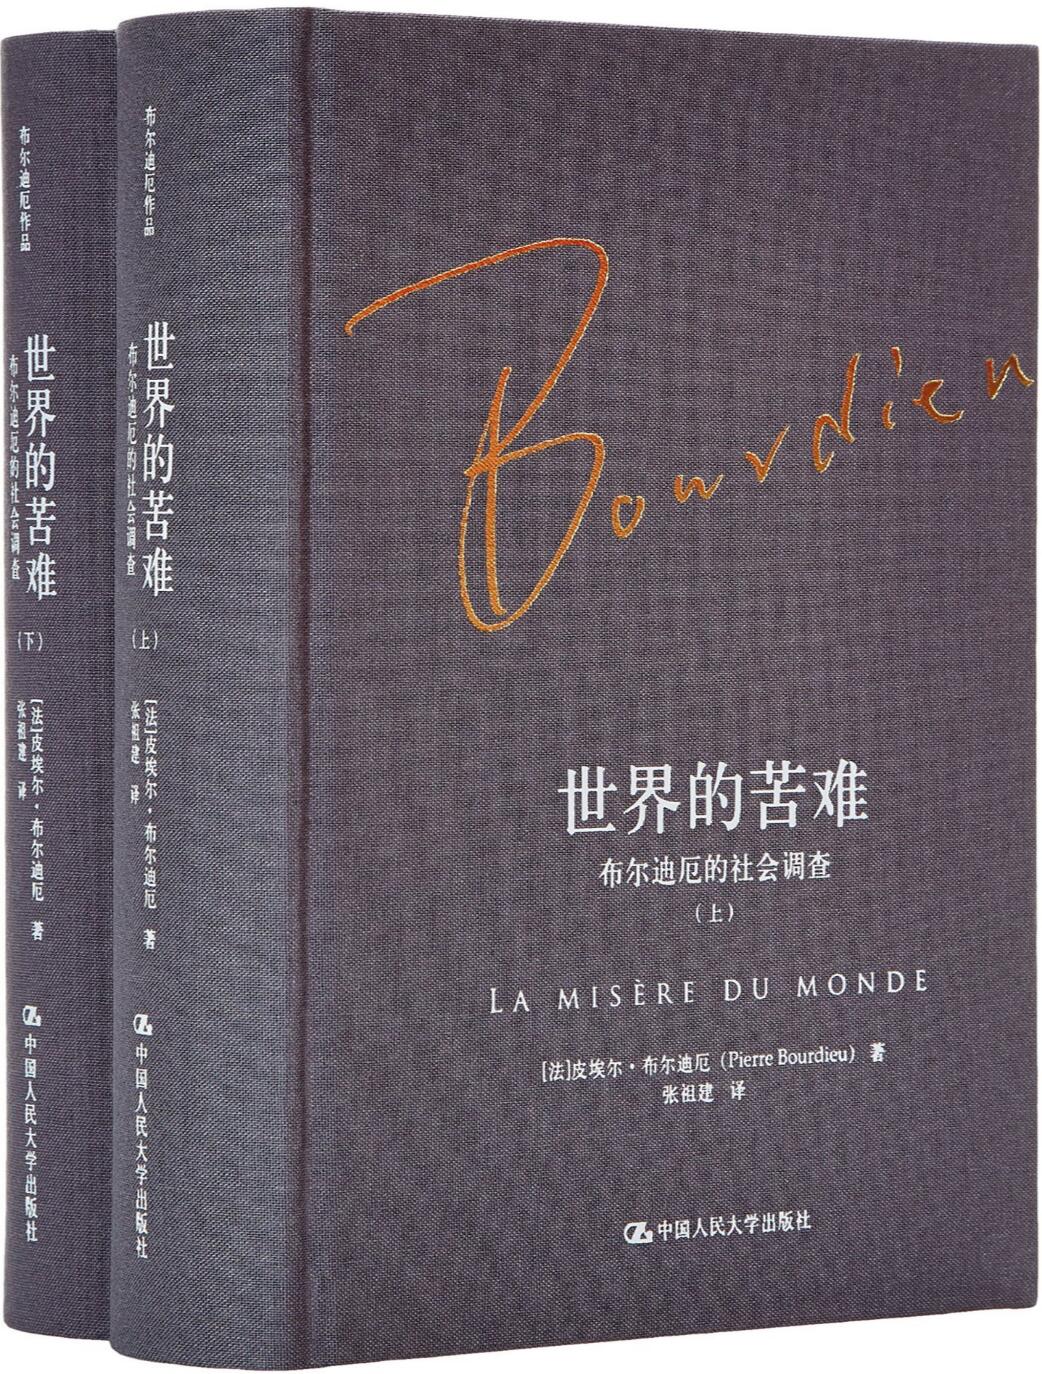 布尔迪厄作品
世界的苦难
布尔迪厄的社会调查
(下)
[法]皮埃尔·布尔迪厄 著
张祖建 译
中国人民大学出版社
布尔迪厄作品
世界的苦难
布尔迪厄的社会调查
(上)
[法]皮埃尔·布尔迪厄 著
张祖建 译
中国人民大学出版社
Bourdieu
世界的苦难
布尔迪厄的社会调查
(上)
LA MISÈRE DU MONDE
[法]皮埃尔·布尔迪厄(Pierre Bourdieu) 著
张祖建 译
中国人民大学出版社